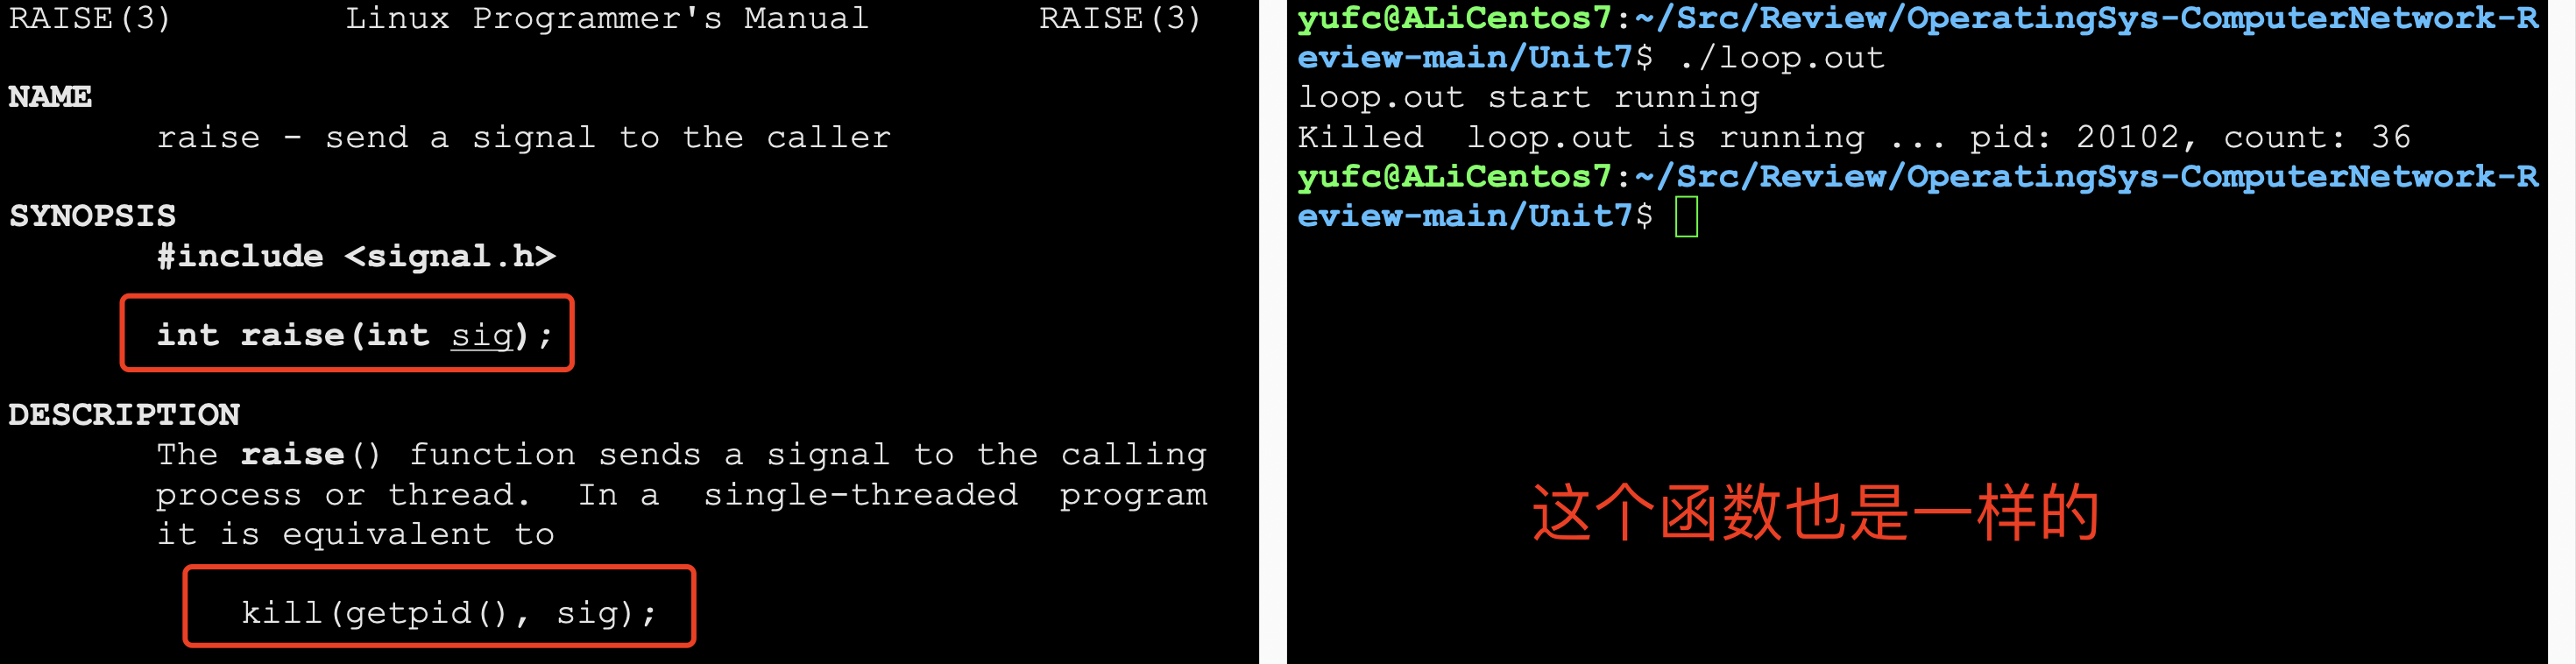 RAISE(3) Linux Programmer's Manual RAISE(3)
NAME
raise - send a signal to the caller
SYNOPSIS
#include <signal.h>
int raise(int sig);
DESCRIPTION
The raise() function sends a signal to the calling
process or thread. In a single-threaded program
it is equivalent to
kill(getpid(), sig);
yufc@ALiCentos7:~/Src/Review/OperatingSys-ComputerNetwork-R
eview-main/Unit7$ ./loop.out
loop.out start running
Killed loop.out is running ... pid: 20102, count: 36
yufc@ALiCentos7:~/Src/Review/OperatingSys-ComputerNetwork-R
eview-main/Unit7$
这个函数也是一样的